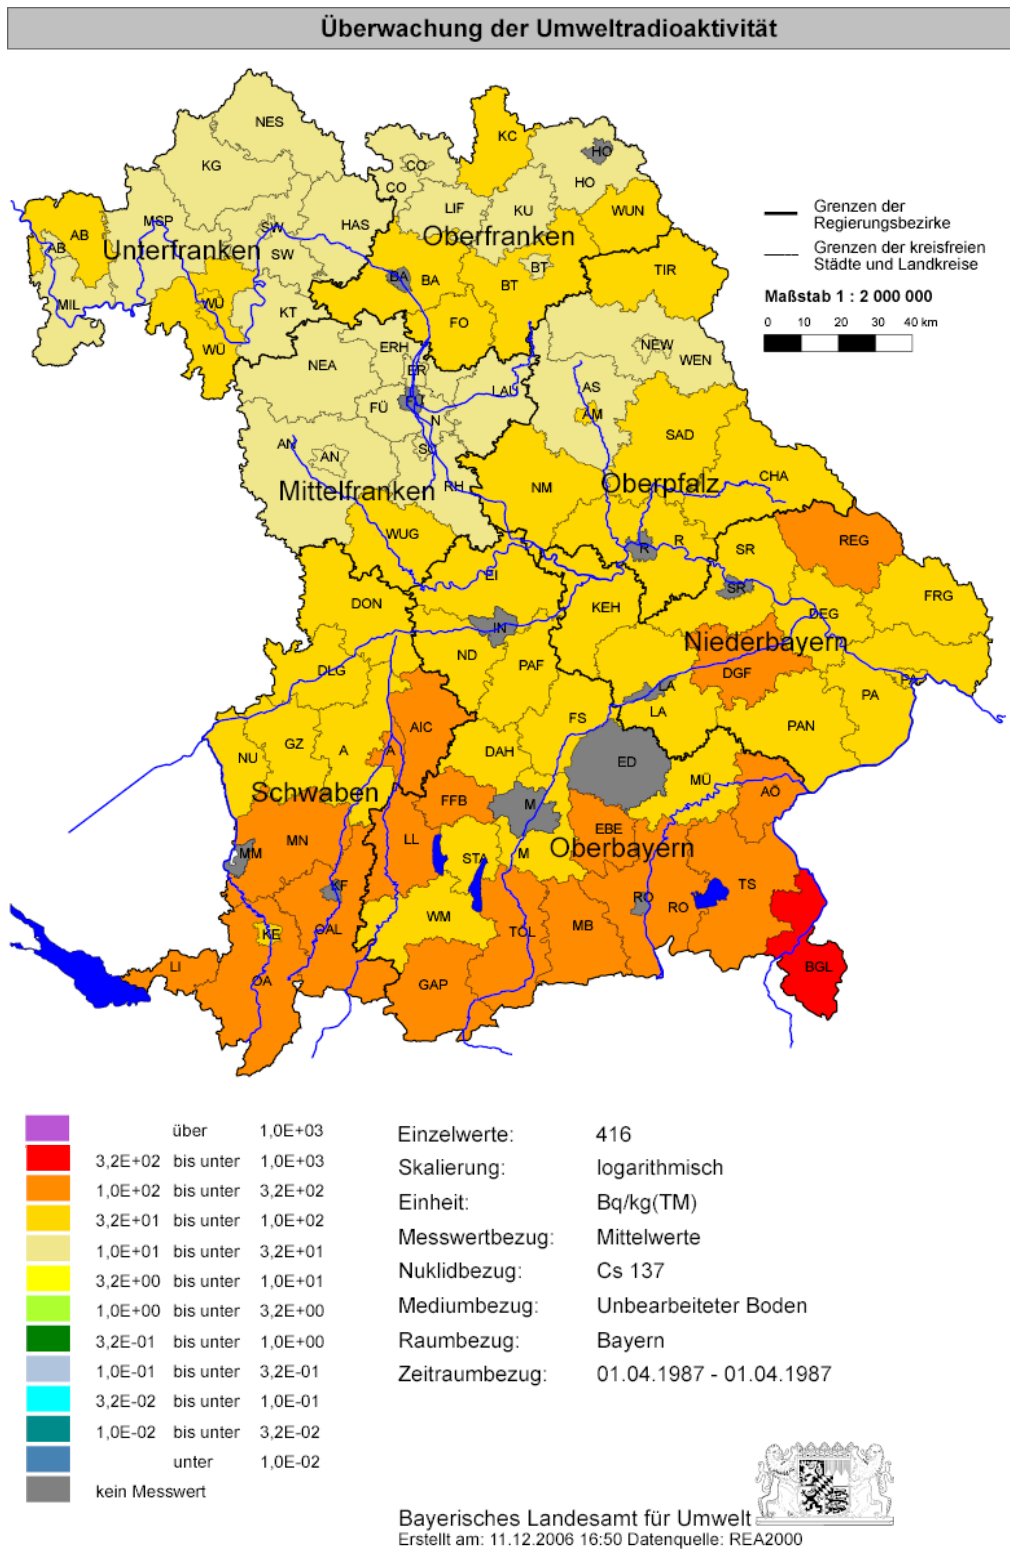 Überwachung der Umweltradioaktivität
NES
KC
KG
CO
HO
CO
HO
LIF
KU
WUN
MSP
HAS
AB
SW
AB
Unterfranken
Oberfranken
SW
BA
BA
BT
BT
TIR
MIL
WÜ
KT
FO
WÜ
ERH
NEW
NEA
ER
WEN
LAU
AS
FÜ
FÜ
N
AM
AN
AN
SC
SAD
Mittelfranken
RH
NM
Oberpfalz
CHA
WUG
R
R
SR
REG
EI
SR
DON
KEH
FRG
IN
DEG
Niederbayern
DLG
ND
PAF
DGF
PA
LA
PA
AIC
FS
LA
PAN
NU
GZ
A
A
DAH
ED
MÜ
AÖ
Schwaben
FFB
M
MN
LL
EBE
Oberbayern
MM
STA
M
KF
TS
RO
RO
WM
KE
OAL
TOL
MB
LI
OA
GAP
BGL
Grenzen der
Regierungsbezirke
Grenzen der kreisfreien
Städte und Landkreise
Maßstab 1 : 2 000 000
0 10 20 30 40 km
über 1,0E+03
3,2E+02 bis unter 1,0E+03
1,0E+02 bis unter 3,2E+02
3,2E+01 bis unter 1,0E+02
1,0E+01 bis unter 3,2E+01
3,2E+00 bis unter 1,0E+01
1,0E+00 bis unter 3,2E+00
3,2E-01 bis unter 1,0E+00
1,0E-01 bis unter 3,2E-01
3,2E-02 bis unter 1,0E-01
1,0E-02 bis unter 3,2E-02
unter 1,0E-02
kein Messwert
Einzelwerte: 416
Skalierung: logarithmisch
Einheit: Bq/kg(TM)
Messwertbezug: Mittelwerte
Nuklidbezug: Cs 137
Mediumbezug: Unbearbeiteter Boden
Raumbezug: Bayern
Zeitraumbezug: 01.04.1987 - 01.04.1987
Bayerisches Landesamt für Umwelt
Erstellt am: 11.12.2006 16:50 Datenquelle: REA2000